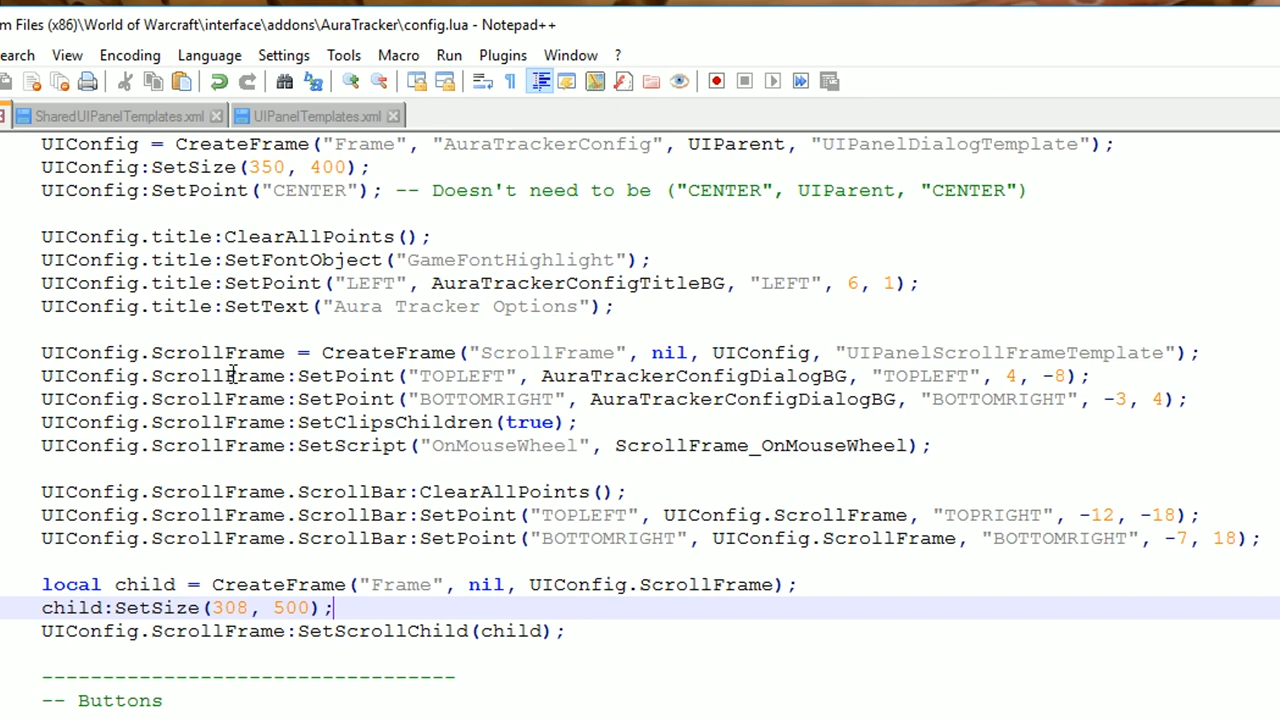 m Files (x86)\World of Warcraft\interface\addons\AuraTracker\config.lua - Notepad++
earch View Encoding Language Settings Tools Macro Run Plugins Window ?
SharedUIPanelTemplates.xml UIPanelTemplates.xml
UIConfig = CreateFrame("Frame", "AuraTrackerConfig", UIParent, "UIPanelDialogTemplate");
UIConfig:SetSize(350, 400);
UIConfig:SetPoint("CENTER"); -- Doesn't need to be ("CENTER", UIParent, "CENTER")
UIConfig.title:ClearAllPoints();
UIConfig.title:SetFontObject("GameFontHighlight");
UIConfig.title:SetPoint("LEFT", AuraTrackerConfigTitleBG, "LEFT", 6, 1);
UIConfig.title:SetText("Aura Tracker Options");
UIConfig.ScrollFrame = CreateFrame("ScrollFrame", nil, UIConfig, "UIPanelScrollFrameTemplate");
UIConfig.ScrollFrame:SetPoint("TOPLEFT", AuraTrackerConfigDialogBG, "TOPLEFT", 4, -8);
UIConfig.ScrollFrame:SetPoint("BOTTOMRIGHT", AuraTrackerConfigDialogBG, "BOTTOMRIGHT", -3, 4);
UIConfig.ScrollFrame:SetClipsChildren(true);
UIConfig.ScrollFrame:SetScript("OnMouseWheel", ScrollFrame_OnMouseWheel);
UIConfig.ScrollFrame.ScrollBar:ClearAllPoints();
UIConfig.ScrollFrame.ScrollBar:SetPoint("TOPLEFT", UIConfig.ScrollFrame, "TOPRIGHT", -12, -18);
UIConfig.ScrollFrame.ScrollBar:SetPoint("BOTTOMRIGHT", UIConfig.ScrollFrame, "BOTTOMRIGHT", -7, 18);
local child = CreateFrame("Frame", nil, UIConfig.ScrollFrame);
child:SetSize(308, 500);
UIConfig.ScrollFrame:SetScrollChild(child);
----------------------------------
-- Buttons